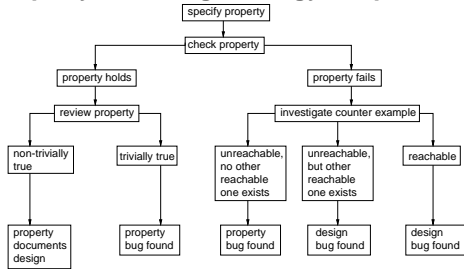 specify property
check property
property holds
property fails
review property
investigate counter example
non-trivially
true
trivially true
unreachable,
no other
reachable
one exists
unreachable,
but other
reachable
one exists
reachable
property
documents
design
property
bug found
property
bug found
design
bug found
design
bug found